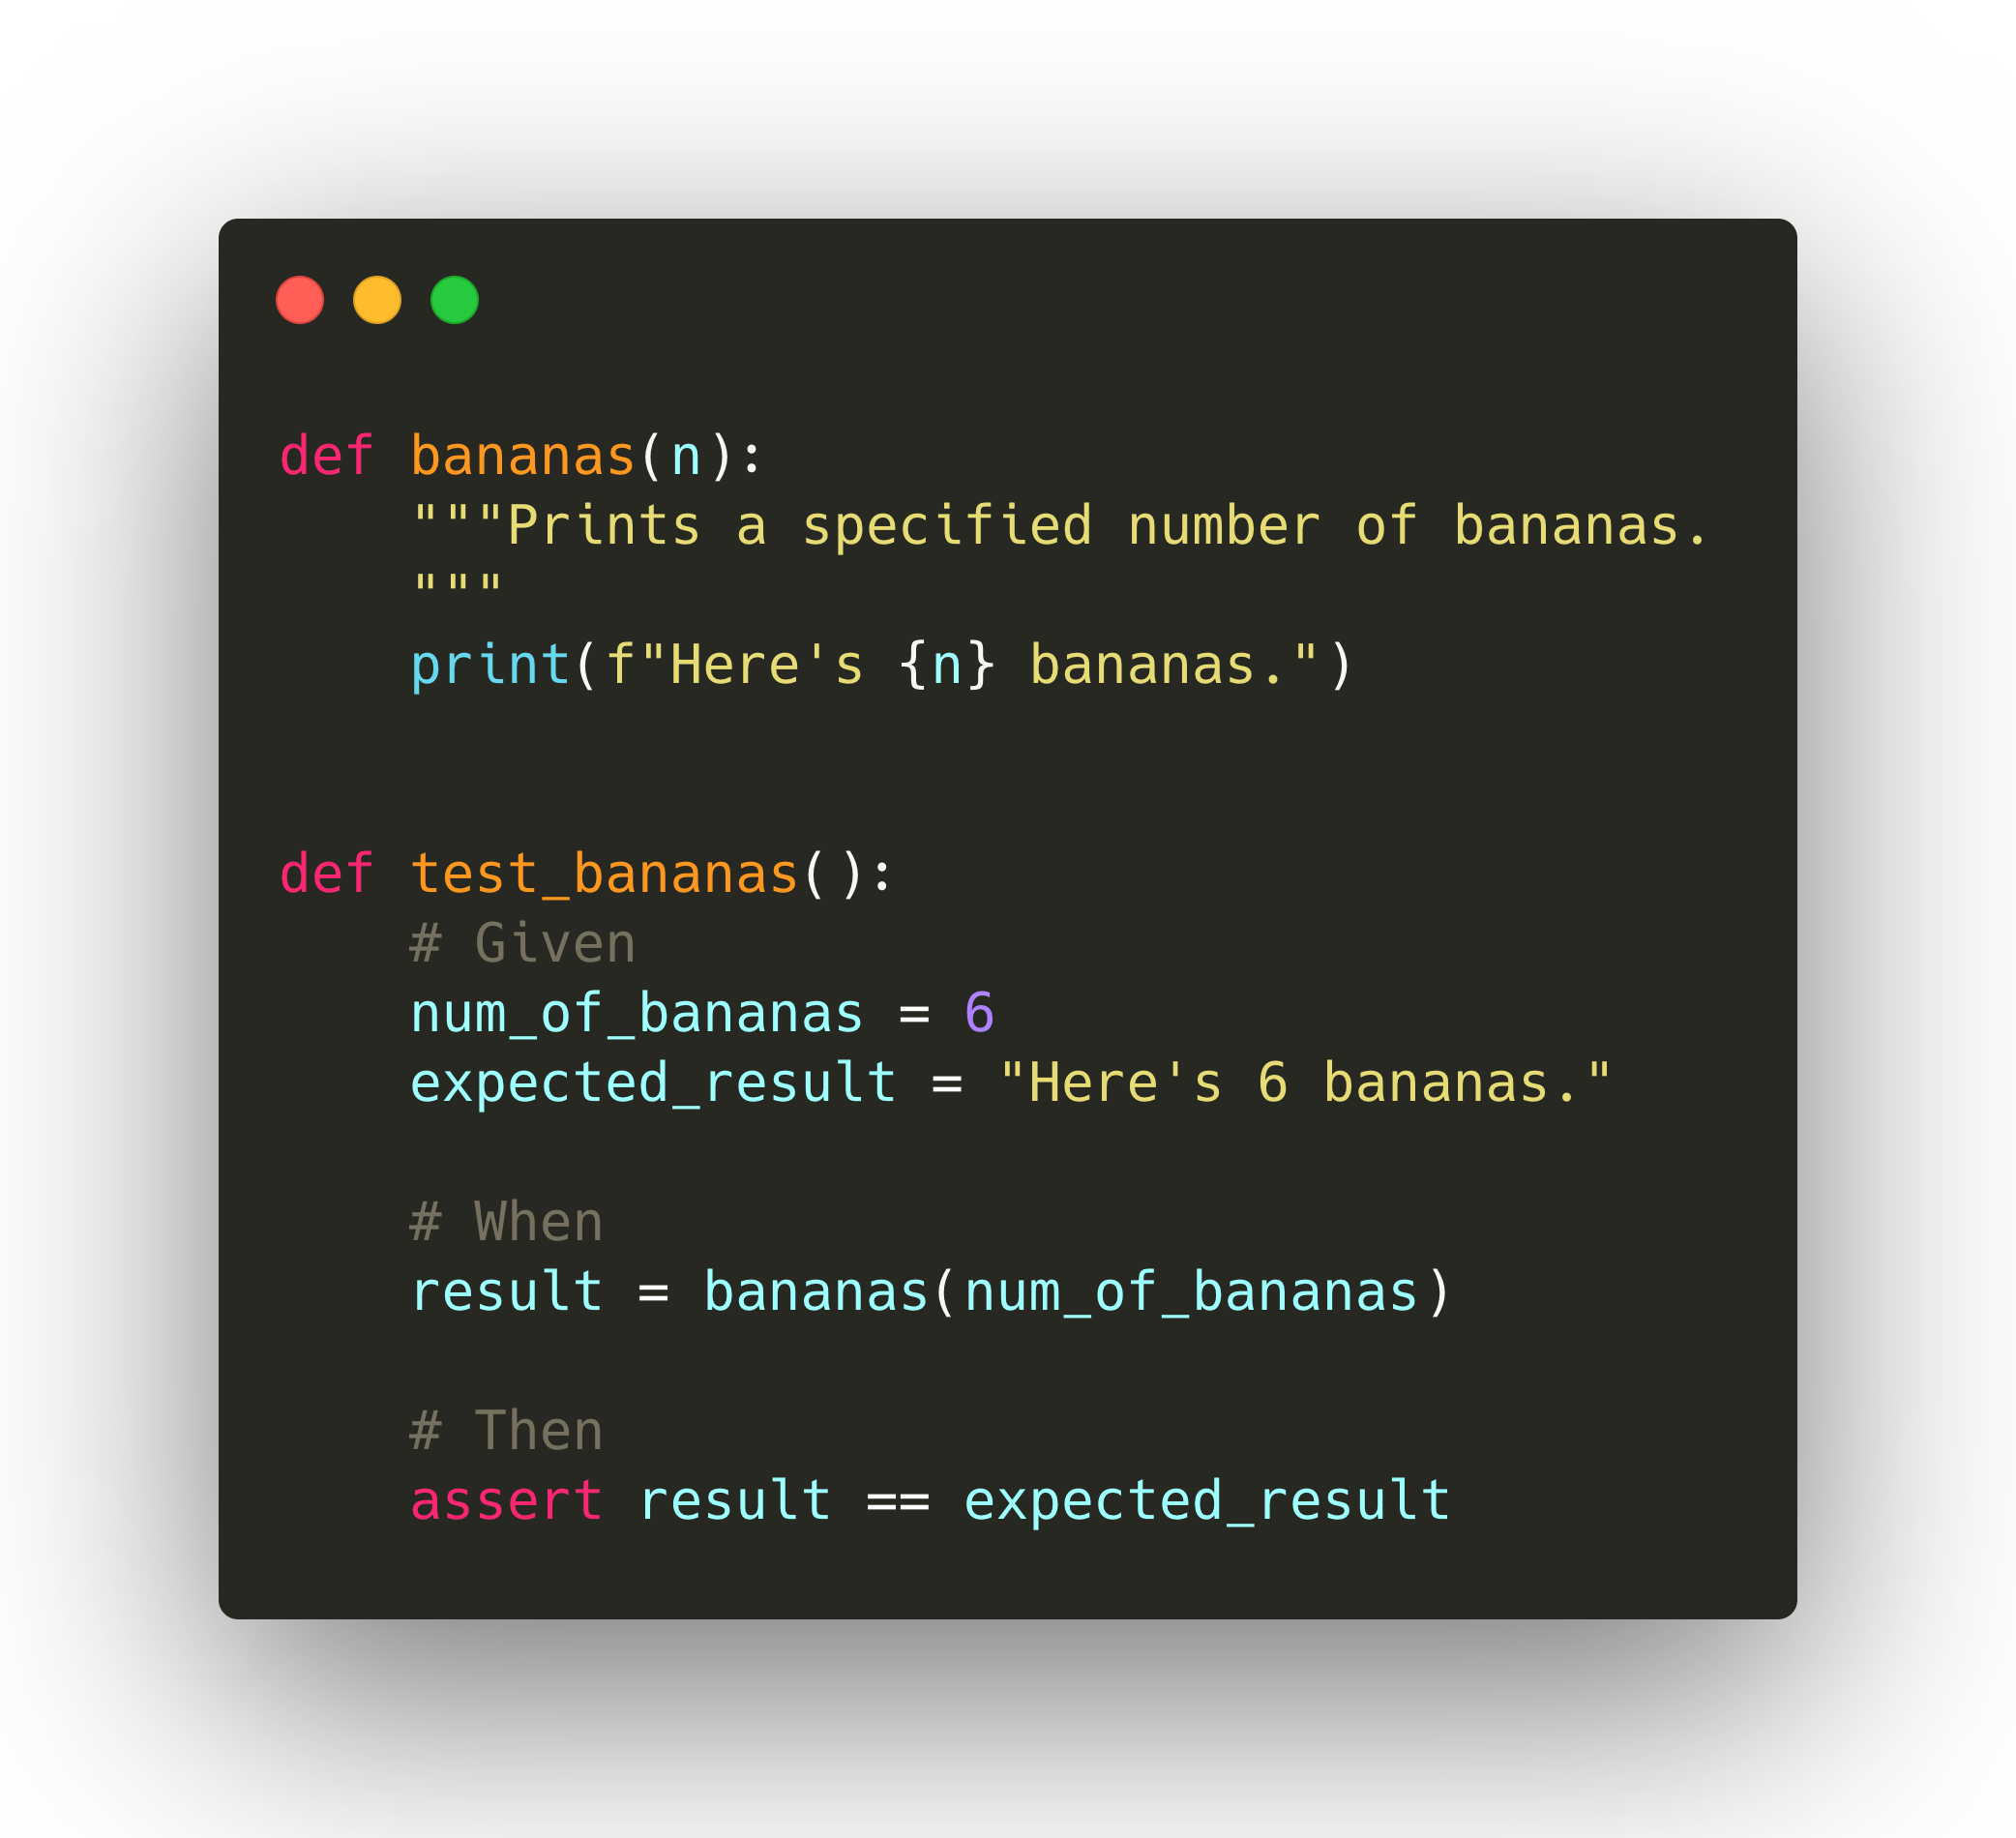 def bananas(n):
    """Prints a specified number of bananas.
    """
    print(f"Here's {n} bananas.")
def test_bananas():
    # Given
    num_of_bananas = 6
    expected_result = "Here's 6 bananas."
    # When
    result = bananas(num_of_bananas)
    # Then
    assert result == expected_result